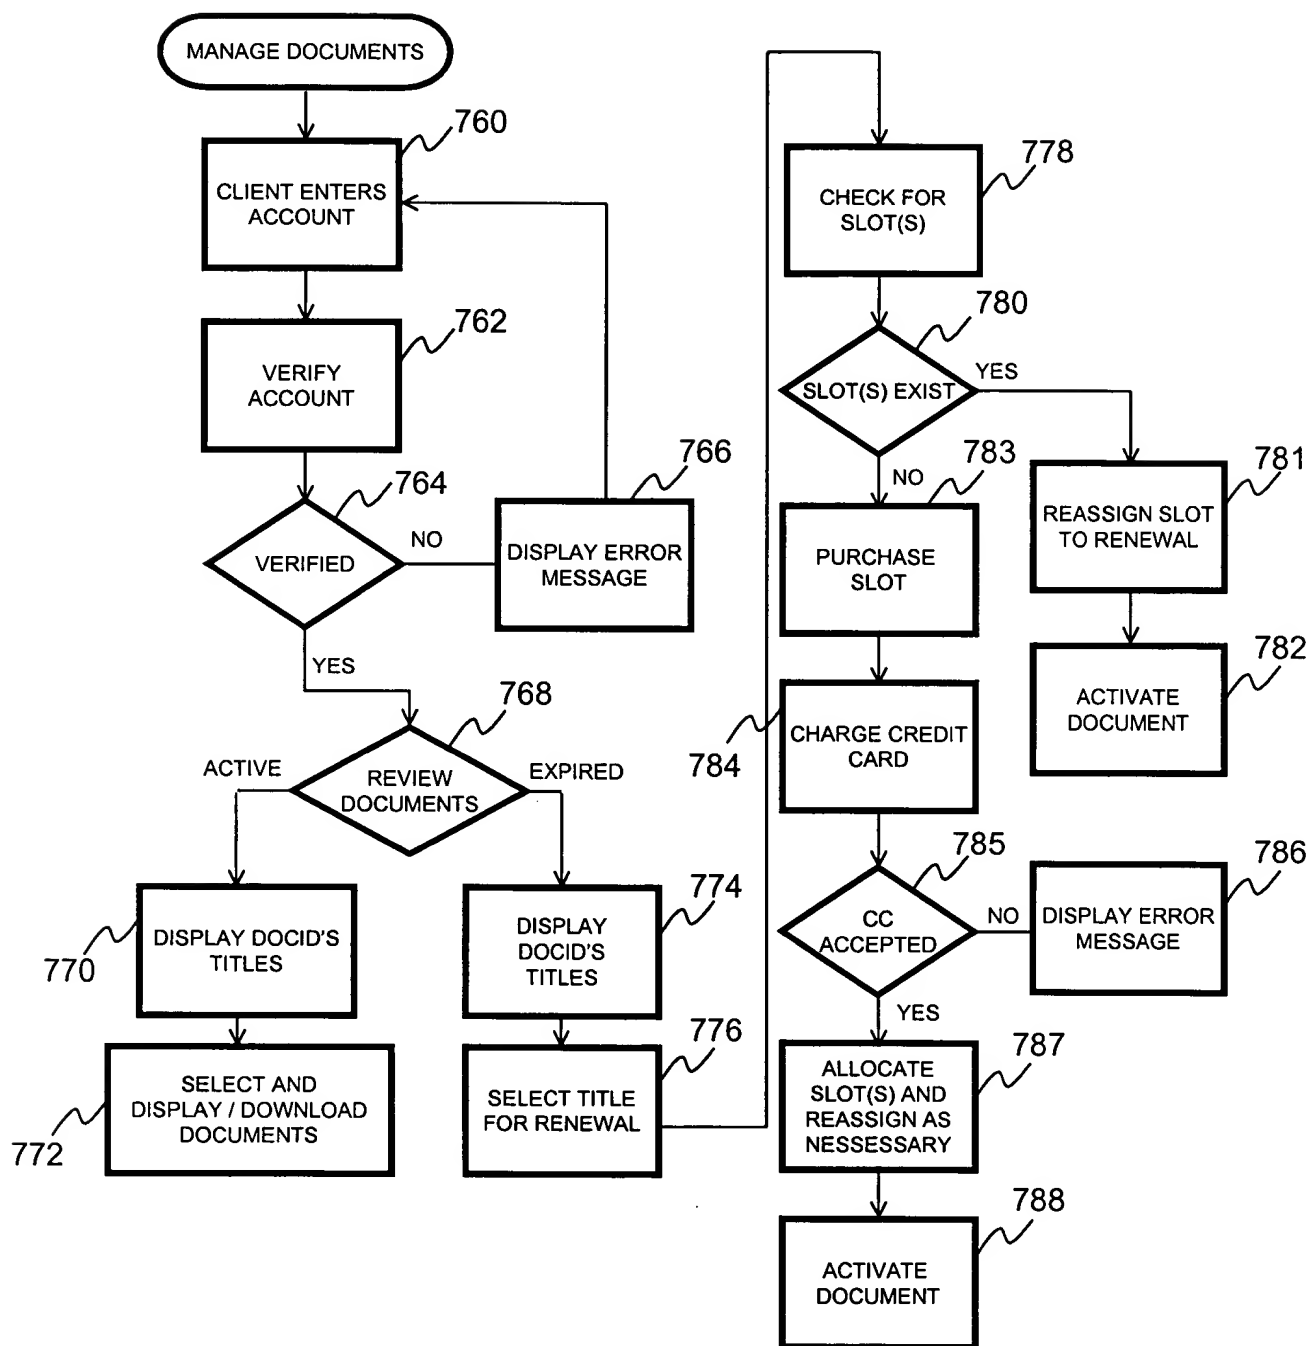 MANAGE DOCUMENTS
760
CLIENT ENTERS
ACCOUNT
762
VERIFY
ACCOUNT
764
VERIFIED
NO
766
DISPLAY ERROR
MESSAGE
YES
768
REVIEW
DOCUMENTS
ACTIVE
EXPIRED
770
DISPLAY DOCID'S
TITLES
772
SELECT AND
DISPLAY / DOWNLOAD
DOCUMENTS
774
DISPLAY
DOCID'S
TITLES
776
SELECT TITLE
FOR RENEWAL
778
CHECK FOR
SLOT(S)
780
SLOT(S) EXIST
YES
781
REASSIGN SLOT
TO RENEWAL
782
ACTIVATE
DOCUMENT
NO
783
PURCHASE
SLOT
784
CHARGE CREDIT
CARD
785
CC
ACCEPTED
NO
786
DISPLAY ERROR
MESSAGE
YES
787
ALLOCATE
SLOT(S) AND
REASSIGN AS
NESSESSARY
788
ACTIVATE
DOCUMENT